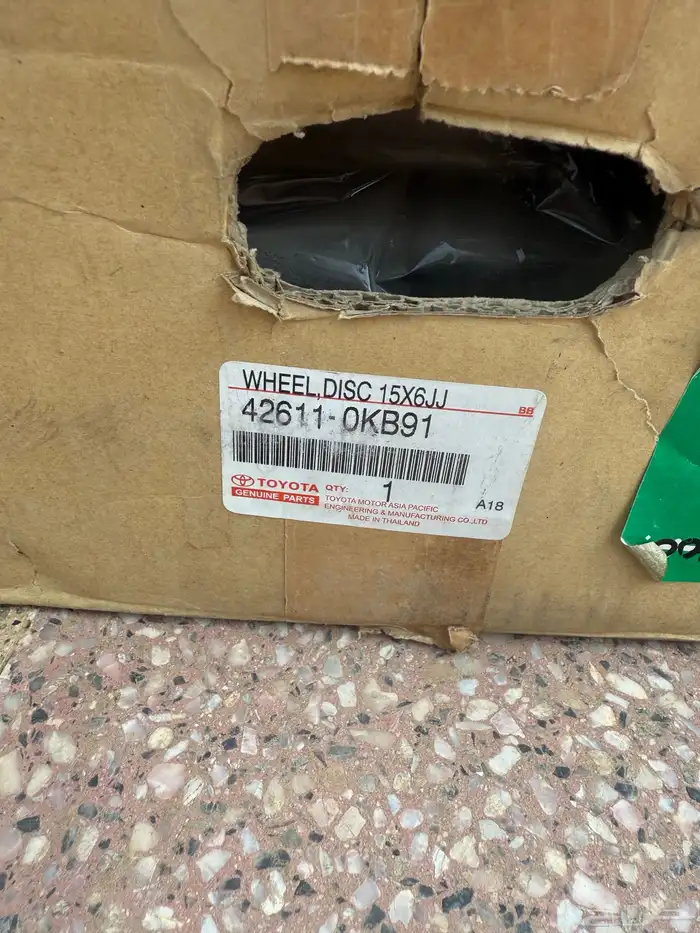 WHEEL,DISC 15X6JJ
BB
42611-0KB91
TOYOTA
GENUINE PARTS
QTY:
1
A18
TOYOTA MOTOR ASIA PACIFIC
ENGINEERING & MANUFACTURING CO.,LTD
MADE IN THAILAND